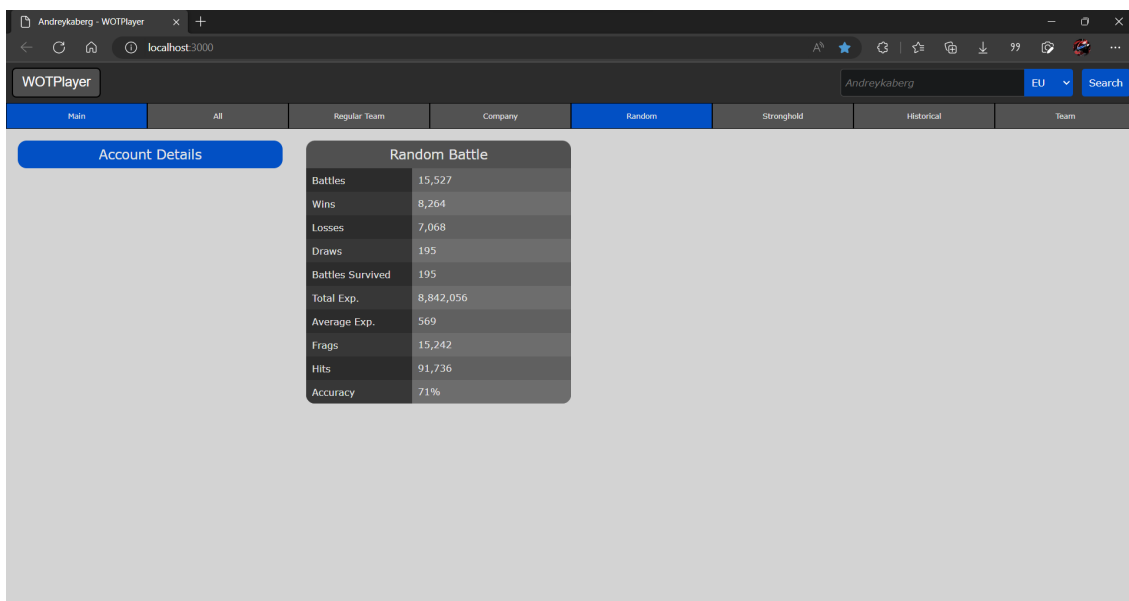 Andreykaberg - WOTPlayer
localhost:3000
WOTPlayer
Andreykaberg
EU
Search
Main
All
Regular Team
Company
Random
Stronghold
Historical
Team
Account Details
Random Battle
Battles 15,527
Wins 8,264
Losses 7,068
Draws 195
Battles Survived 195
Total Exp. 8,842,056
Average Exp. 569
Frags 15,242
Hits 91,736
Accuracy 71%